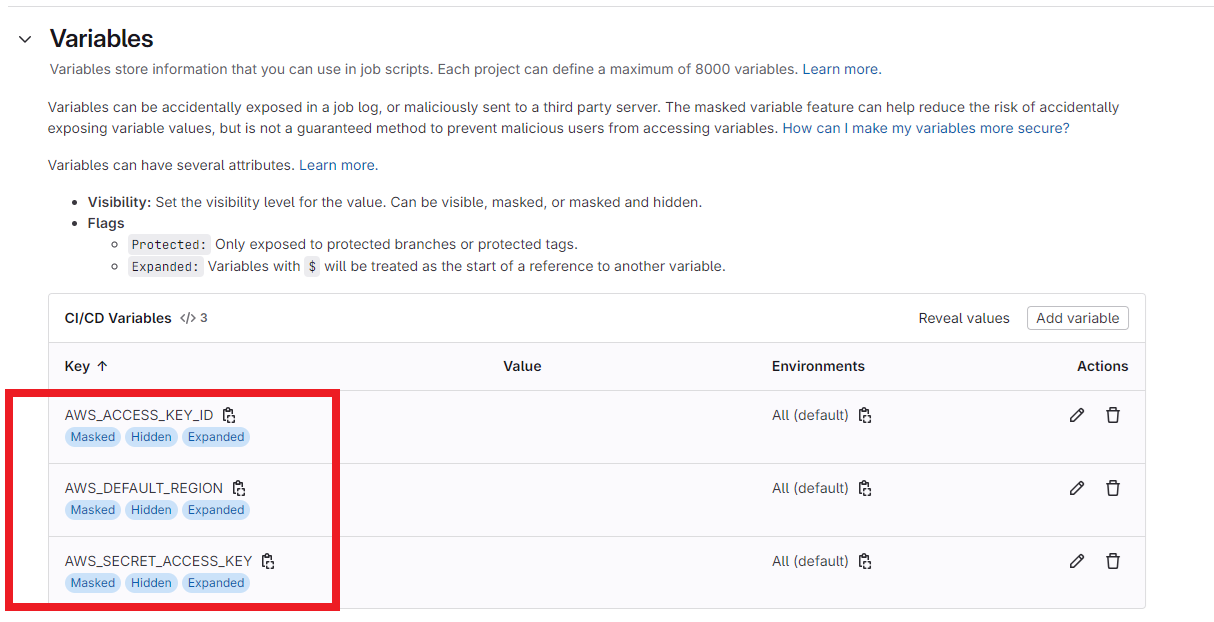 Variables
Variables store information that you can use in job scripts. Each project can define a maximum of 8000 variables. Learn more.
Variables can be accidentally exposed in a job log, or maliciously sent to a third party server. The masked variable feature can help reduce the risk of accidentally
exposing variable values, but is not a guaranteed method to prevent malicious users from accessing variables. How can I make my variables more secure?
Variables can have several attributes. Learn more.
• Visibility: Set the visibility level for the value. Can be visible, masked, or masked and hidden.
• Flags
◦ Protected: Only exposed to protected branches or protected tags.
◦ Expanded: Variables with $ will be treated as the start of a reference to another variable.
CI/CD Variables </> 3 Reveal values Add variable
Key ↑ Value Environments Actions
AWS_ACCESS_KEY_ID All (default)
Masked Hidden Expanded
AWS_DEFAULT_REGION All (default)
Masked Hidden Expanded
AWS_SECRET_ACCESS_KEY All (default)
Masked Hidden Expanded